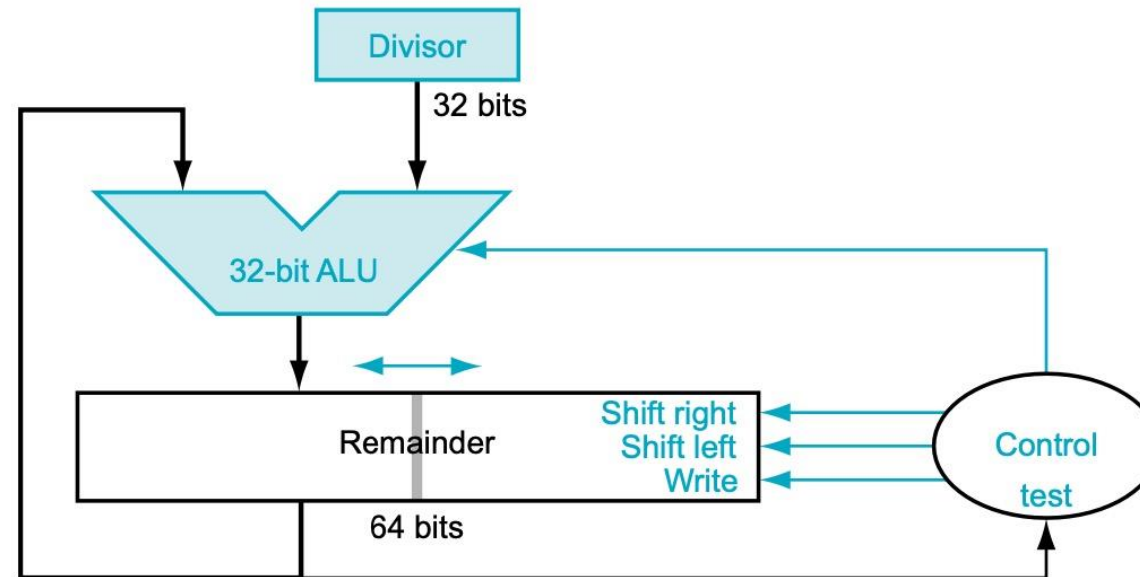 Divisor
32 bits
32-bit ALU
Remainder
Shift right
Shift left
Write
64 bits
Control
test